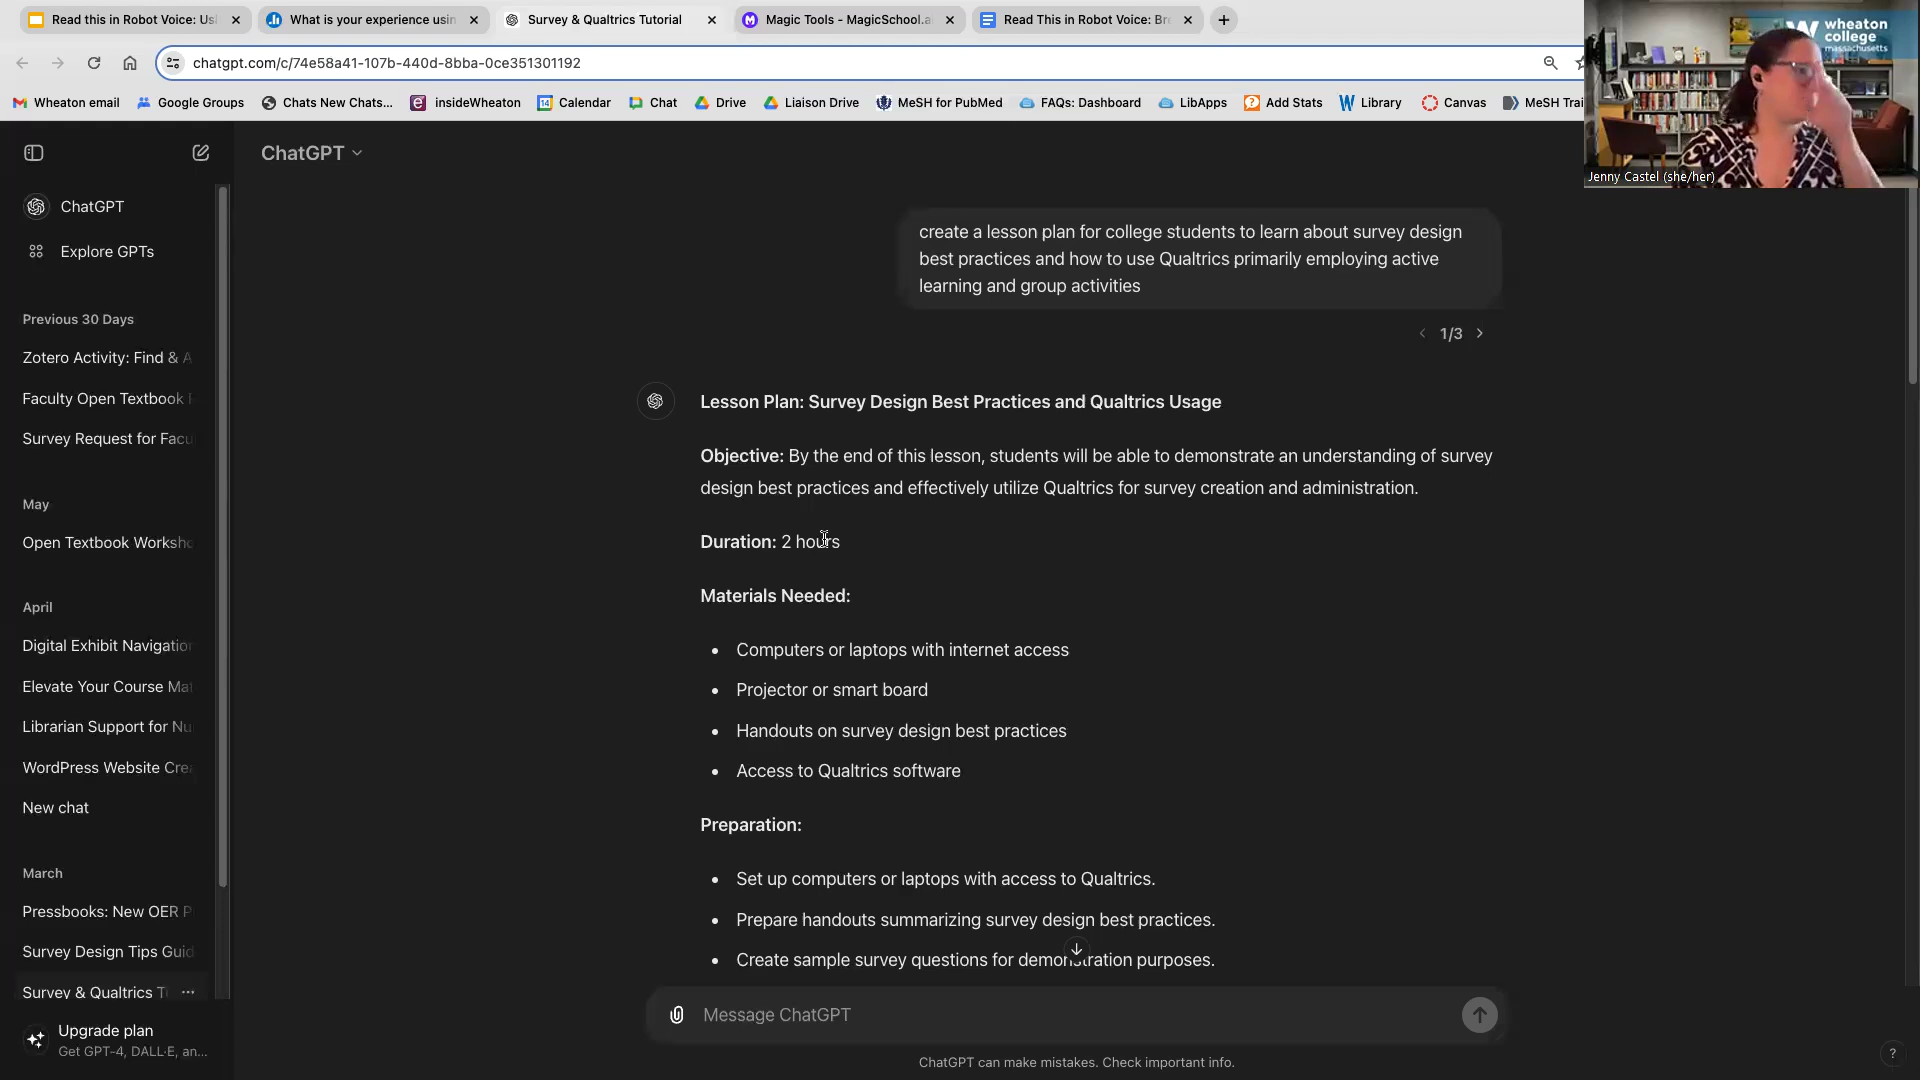 Read this in Robot Voice: Us
What is your experience usin
Survey & Qualtrics Tutorial
Magic Tools - MagicSchool.a
Read This in Robot Voice: Br
chatgpt.com/c/74e58a41-107b-440d-8bba-0ce351301192
Wheaton email
Google Groups
Chats New Chats...
insideWheaton
Calendar
Chat
Drive
Liaison Drive
MeSH for PubMed
FAQs: Dashboard
LibApps
Add Stats
Library
Canvas
MeSH Trai
wheaton
college
massachusetts
Jenny Castel (she/her)
ChatGPT
ChatGPT
Explore GPTs
Previous 30 Days
Zotero Activity: Find & A
Faculty Open Textbook
Survey Request for Facu
May
Open Textbook Worksho
April
Digital Exhibit Navigation
Elevate Your Course Mat
Librarian Support for Nu
WordPress Website Crea
New chat
March
Pressbooks: New OER P
Survey Design Tips Guid
Survey & Qualtrics T
Upgrade plan
Get GPT-4, DALL·E, an...
create a lesson plan for college students to learn about survey design
best practices and how to use Qualtrics primarily employing active
learning and group activities
1/3
Lesson Plan: Survey Design Best Practices and Qualtrics Usage
Objective: By the end of this lesson, students will be able to demonstrate an understanding of survey
design best practices and effectively utilize Qualtrics for survey creation and administration.
Duration: 2 hours
Materials Needed:
Computers or laptops with internet access
Projector or smart board
Handouts on survey design best practices
Access to Qualtrics software
Preparation:
Set up computers or laptops with access to Qualtrics.
Prepare handouts summarizing survey design best practices.
Create sample survey questions for demonstration purposes.
Message ChatGPT
ChatGPT can make mistakes. Check important info.
?